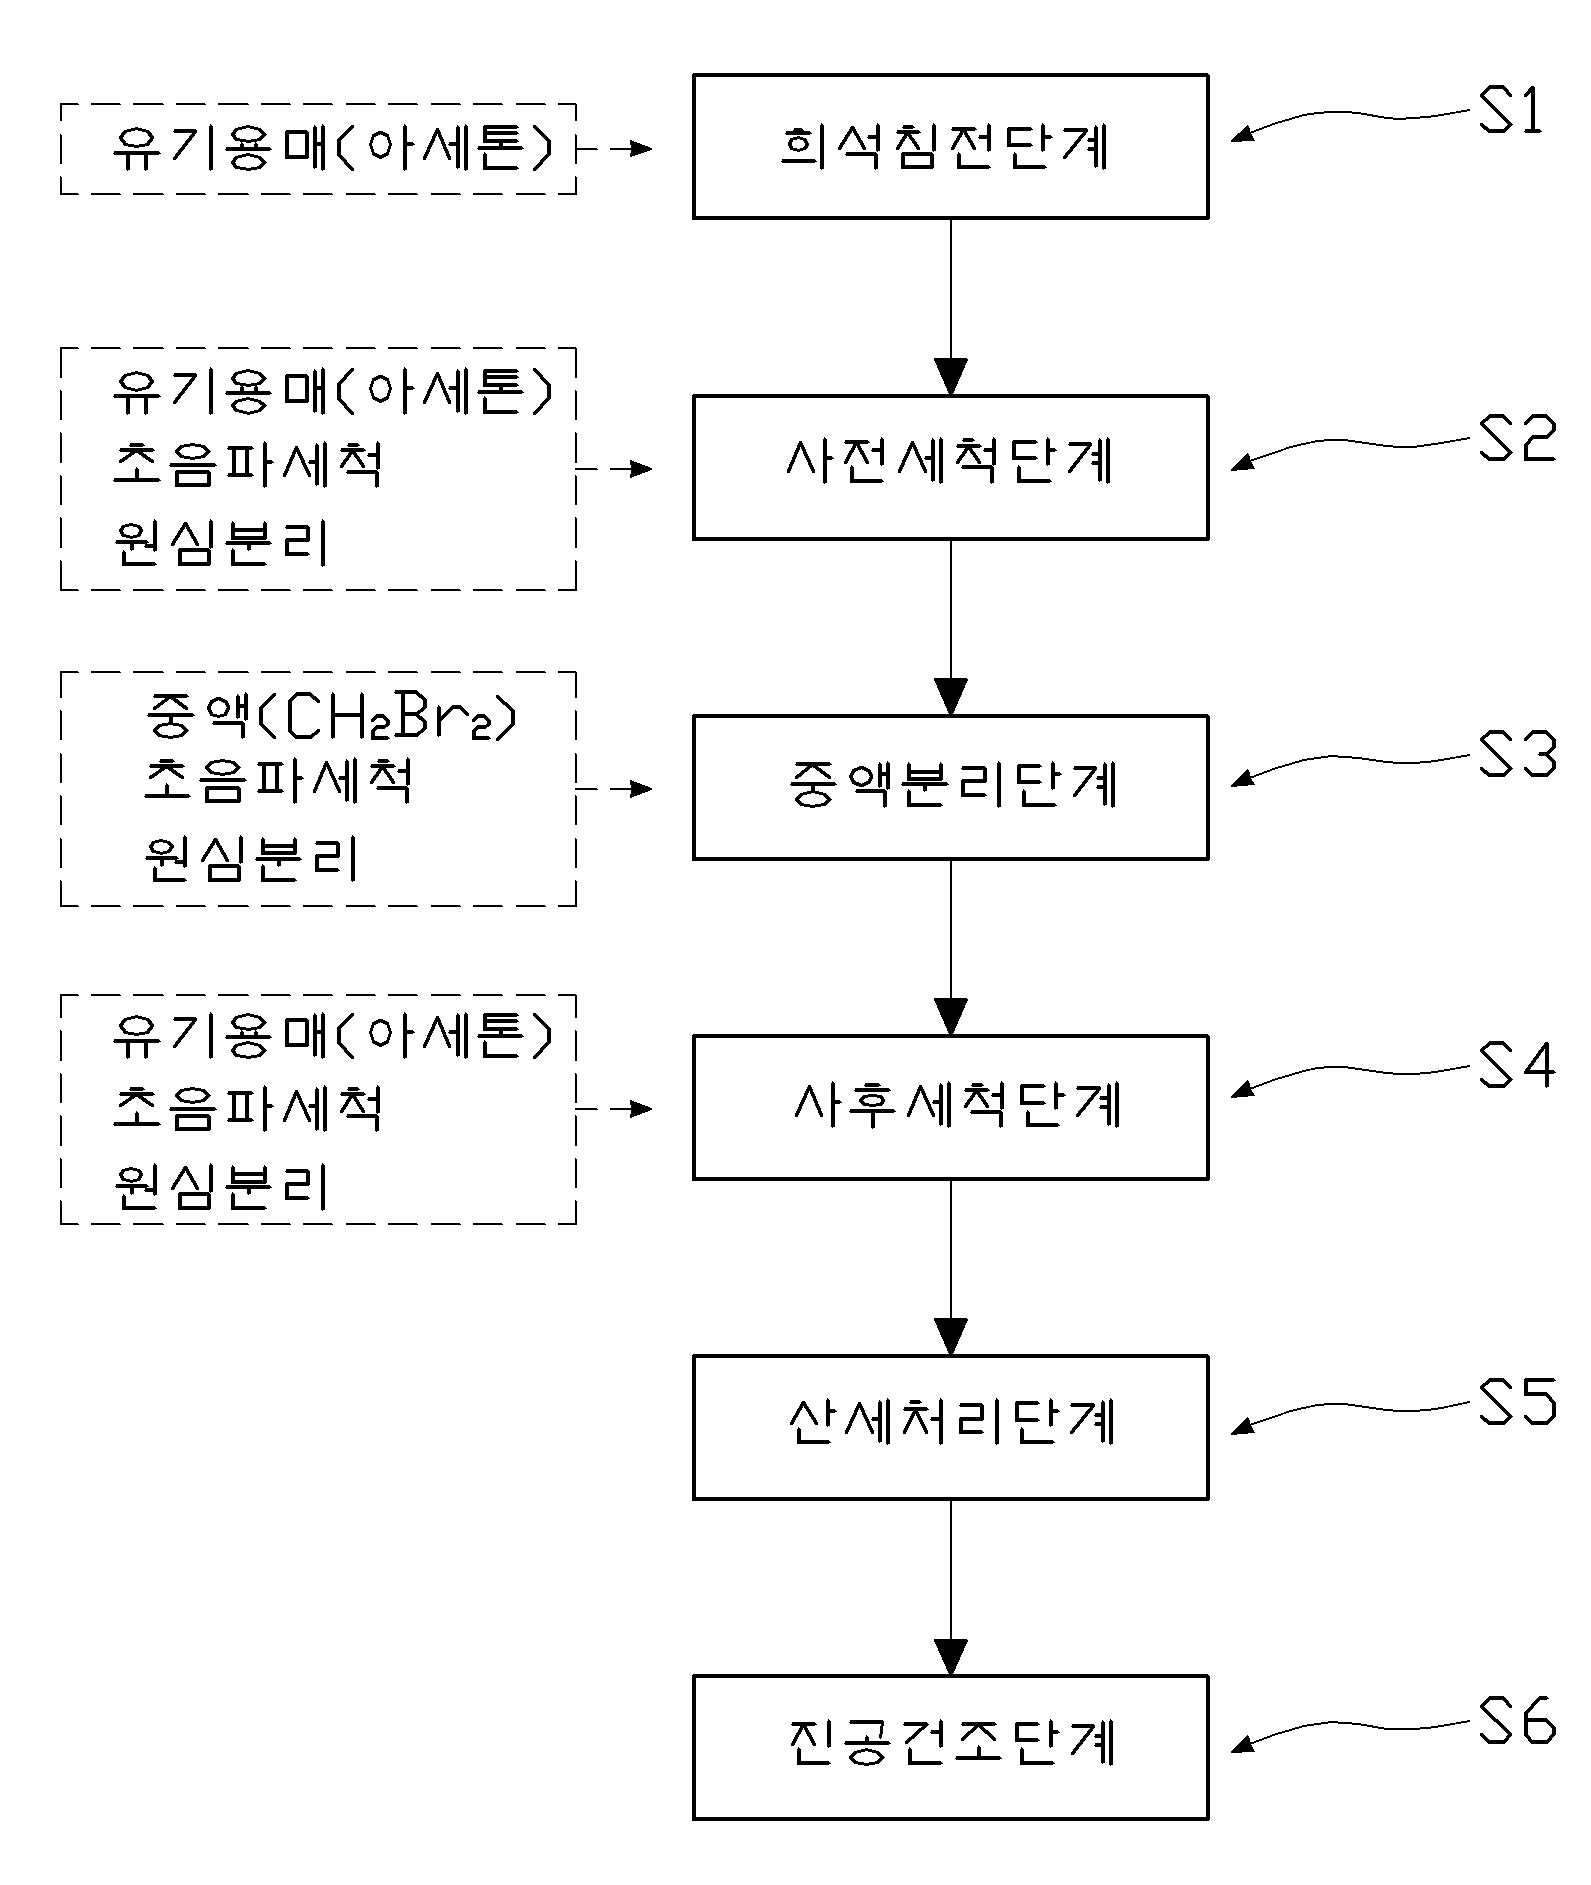 유기용매(아세톤)
희석침전단계
S1
유기용매(아세톤)
초음파세척
원심분리
사전세척단계
S2
중액(CH₂Br₂)
초음파세척
원심분리
중액분리단계
S3
유기용매(아세톤)
초음파세척
원심분리
사후세척단계
S4
산세처리단계
S5
진공건조단계
S6